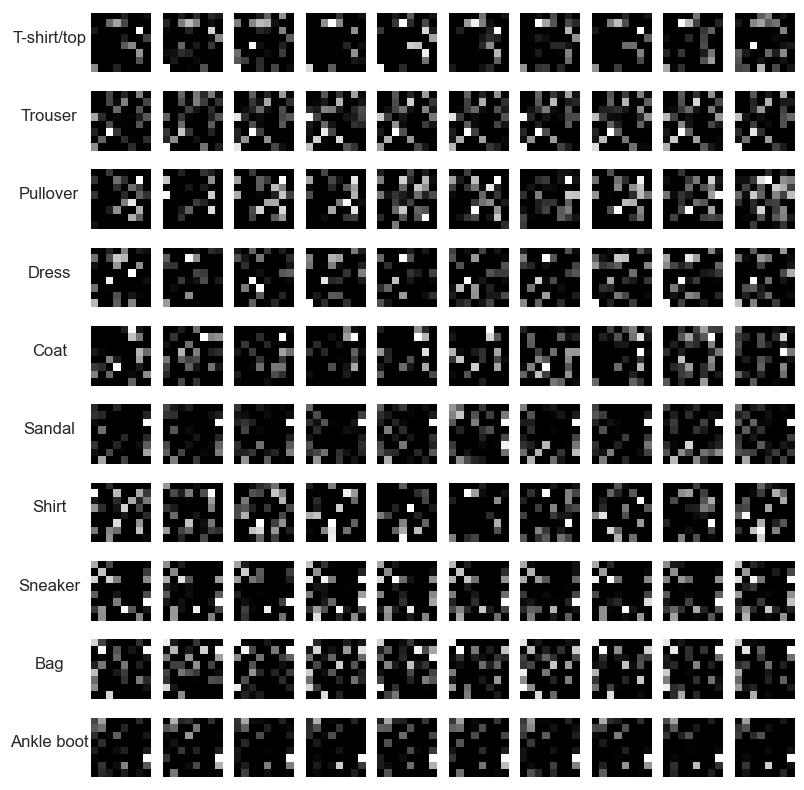 T-shirt/top
Trouser
Pullover
Dress
Coat
Sandal
Shirt
Sneaker
Bag
Ankle boot